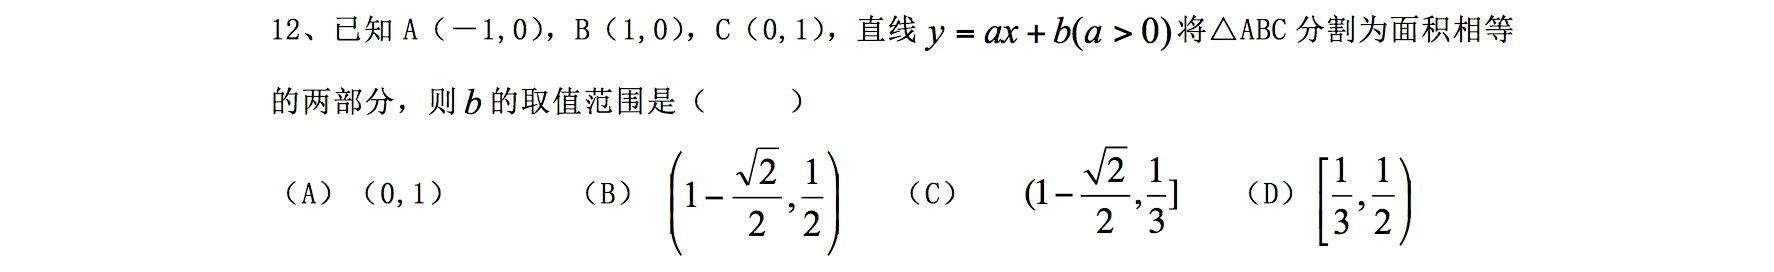 12、已知 A（－1,0），B（1,0），C（0,1），直线 y = ax + b(a > 0) 将△ABC 分割为面积相等
的两部分，则 b 的取值范围是（　　）
（A）（0,1） （B） (1 − √2/2, 1/2) （C） (1 − √2/2, 1/3] （D） [1/3, 1/2)